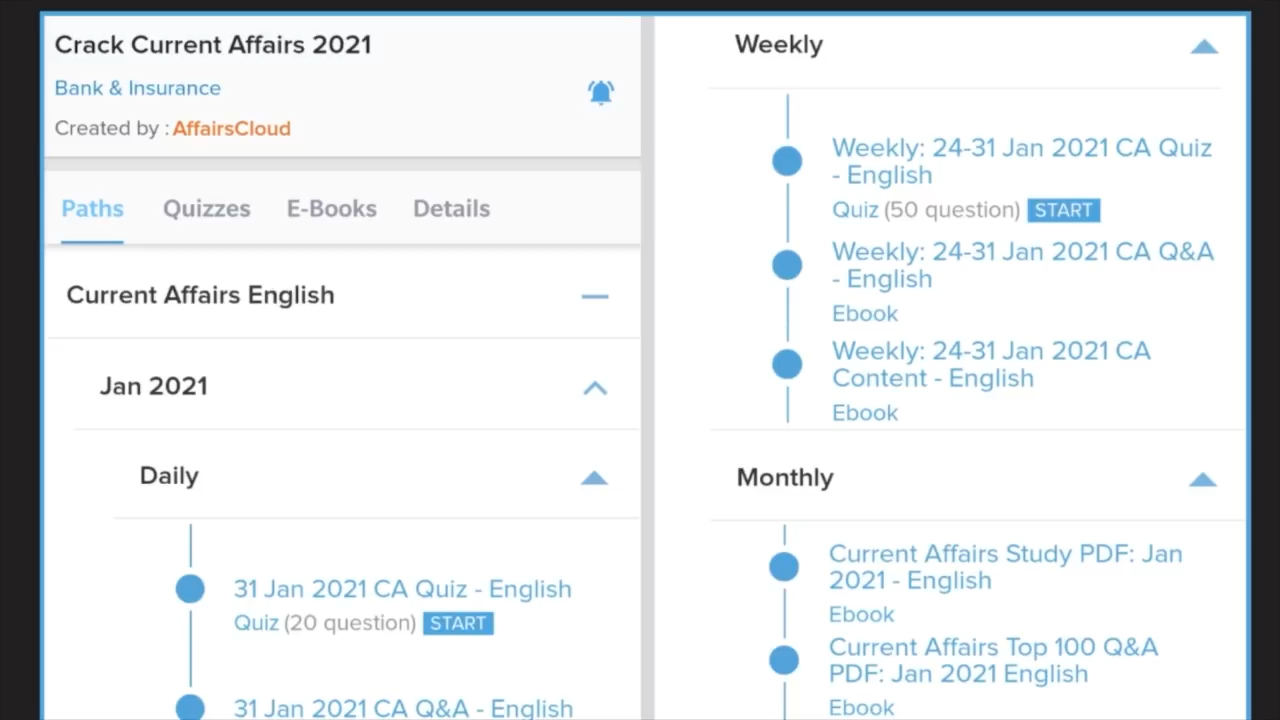 Crack Current Affairs 2021
Bank & Insurance
Created by : AffairsCloud
Paths Quizzes E-Books Details
Current Affairs English
Jan 2021
Daily
31 Jan 2021 CA Quiz - English
Quiz (20 question) START
31 Jan 2021 CA Q&A - English
Weekly
Weekly: 24-31 Jan 2021 CA Quiz
- English
Quiz (50 question) START
Weekly: 24-31 Jan 2021 CA Q&A
- English
Ebook
Weekly: 24-31 Jan 2021 CA
Content - English
Ebook
Monthly
Current Affairs Study PDF: Jan
2021 - English
Ebook
Current Affairs Top 100 Q&A
PDF: Jan 2021 English
Ebook